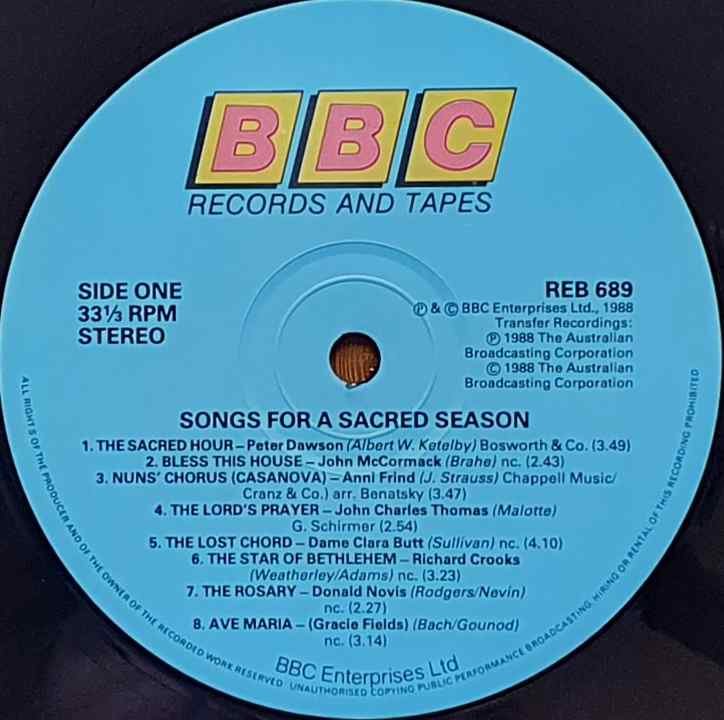 BBC
RECORDS AND TAPES
SIDE ONE
33⅓ RPM
STEREO
REB 689
Ⓟ & © BBC Enterprises Ltd., 1988
Transfer Recordings:
Ⓟ 1988 The Australian
Broadcasting Corporation
© 1988 The Australian
Broadcasting Corporation
SONGS FOR A SACRED SEASON
1. THE SACRED HOUR – Peter Dawson (Albert W. Ketelby) Bosworth & Co. (3.49)
2. BLESS THIS HOUSE – John McCormack (Brahe) nc. (2.43)
3. NUNS' CHORUS (CASANOVA) – Anni Frind (J. Strauss) Chappell Music/
Cranz & Co.) arr. Benatsky (3.47)
4. THE LORD'S PRAYER – John Charles Thomas (Malotte)
G. Schirmer (2.54)
5. THE LOST CHORD – Dame Clara Butt (Sullivan) nc. (4.10)
6. THE STAR OF BETHLEHEM – Richard Crooks
(Weatherley/Adams) nc. (3.23)
7. THE ROSARY – Donald Novis (Rodgers/Nevin)
nc. (2.27)
8. AVE MARIA – (Gracie Fields) (Bach/Gounod)
nc. (3.14)
BBC Enterprises Ltd
ALL RIGHTS OF THE PRODUCER AND OF THE OWNER OF THE RECORDED WORK RESERVED UNAUTHORISED COPYING PUBLIC PERFORMANCE BROADCASTING, HIRING OR RENTAL OF THIS RECORDING PROHIBITED